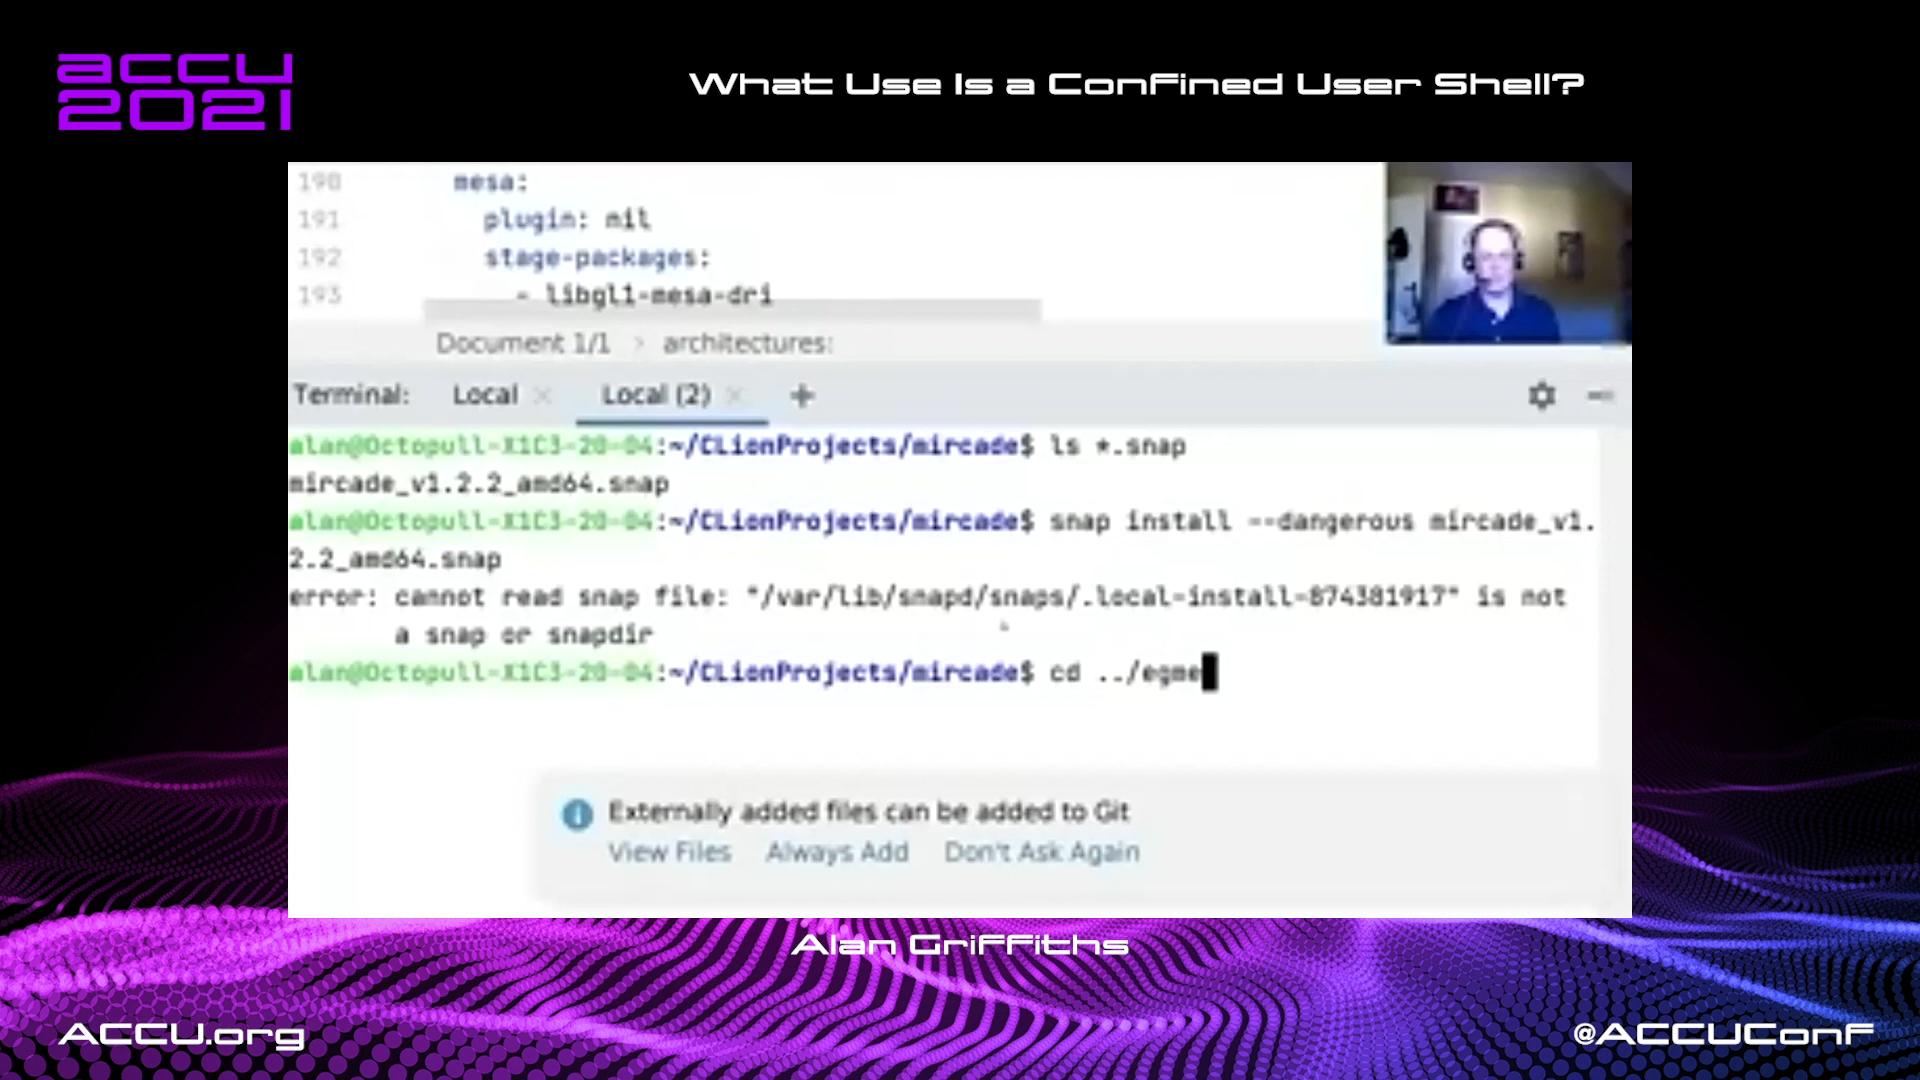 accu
2021
What Use Is a Confined User Shell?
190 mesa:
191 plugin: nil
192 stage-packages:
193 - libgl1-mesa-dri
Document 1/1 > architectures:
Terminal: Local × Local (2) × +
alan@Octopull-X1C3-20-04:~/CLionProjects/mircade$ ls *.snap
mircade_v1.2.2_amd64.snap
alan@Octopull-X1C3-20-04:~/CLionProjects/mircade$ snap install --dangerous mircade_v1.
2.2_amd64.snap
error: cannot read snap file: "/var/lib/snapd/snaps/.local-install-874381917" is not
a snap or snapdir
alan@Octopull-X1C3-20-04:~/CLionProjects/mircade$ cd ../egme
Externally added files can be added to Git
View Files Always Add Don't Ask Again
Alan Griffiths
ACCU.org
@ACCUConf